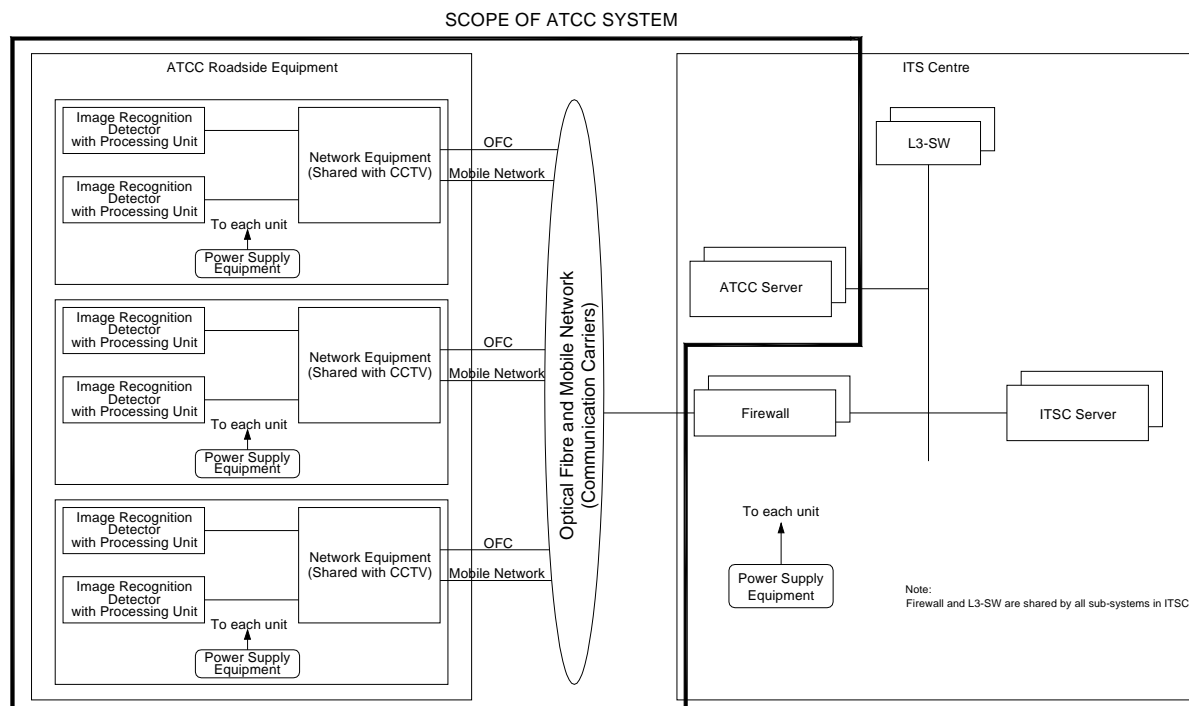 SCOPE OF ATCC SYSTEM
ATCC Roadside Equipment
Image Recognition
Detector
with Processing Unit
Image Recognition
Detector
with Processing Unit
To each unit
Power Supply
Equipment
Network Equipment
(Shared with CCTV)
OFC
Mobile Network
Image Recognition
Detector
with Processing Unit
Image Recognition
Detector
with Processing Unit
To each unit
Power Supply
Equipment
Network Equipment
(Shared with CCTV)
OFC
Mobile Network
Image Recognition
Detector
with Processing Unit
Image Recognition
Detector
with Processing Unit
To each unit
Power Supply
Equipment
Network Equipment
(Shared with CCTV)
OFC
Mobile Network
Optical Fibre and Mobile Network
(Communication Carriers)
ITS Centre
L3-SW
ATCC Server
Firewall
ITSC Server
To each unit
Power Supply
Equipment
Note:
Firewall and L3-SW are shared by all sub-systems in ITSC